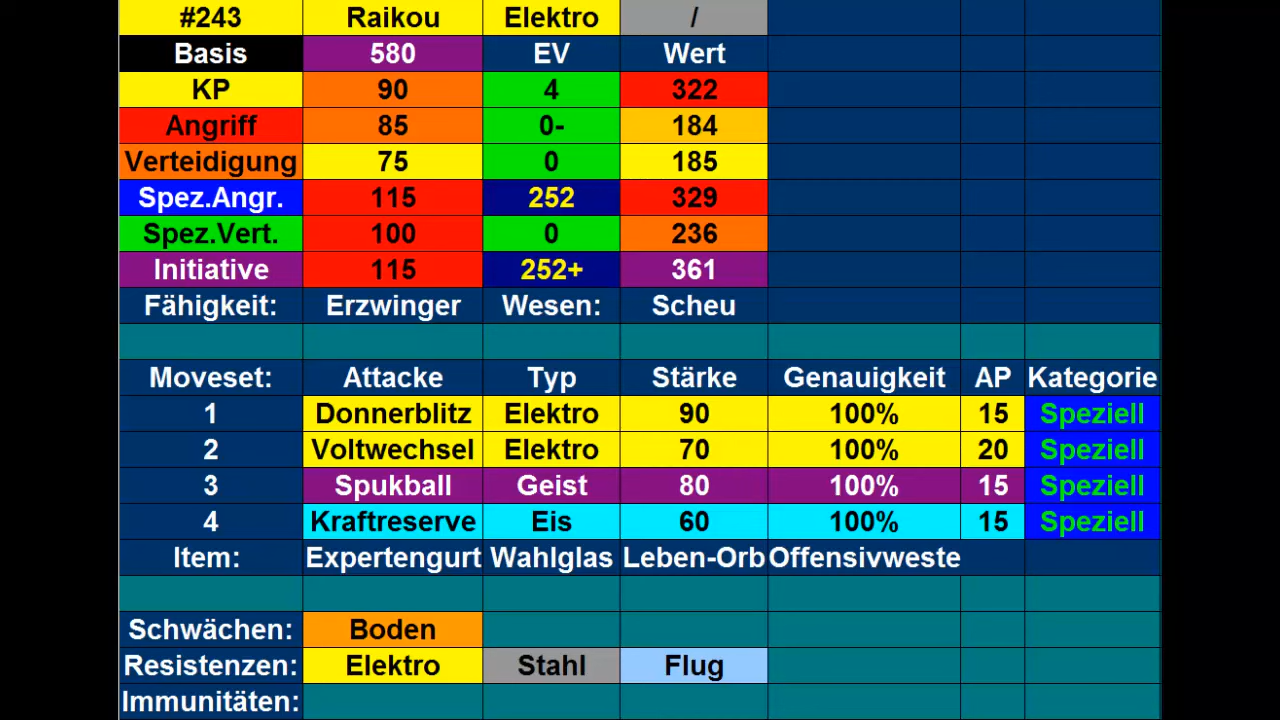 #243 Raikou Elektro /
Basis 580 EV Wert
KP 90 4 322
Angriff 85 0- 184
Verteidigung 75 0 185
Spez.Angr. 115 252 329
Spez.Vert. 100 0 236
Initiative 115 252+ 361
Fähigkeit: Erzwinger Wesen: Scheu
Moveset: Attacke Typ Stärke Genauigkeit AP Kategorie
1 Donnerblitz Elektro 90 100% 15 Speziell
2 Voltwechsel Elektro 70 100% 20 Speziell
3 Spukball Geist 80 100% 15 Speziell
4 Kraftreserve Eis 60 100% 15 Speziell
Item: Expertengurt Wahlglas Leben-Orb Offensivweste
Schwächen: Boden
Resistenzen: Elektro Stahl Flug
Immunitäten: